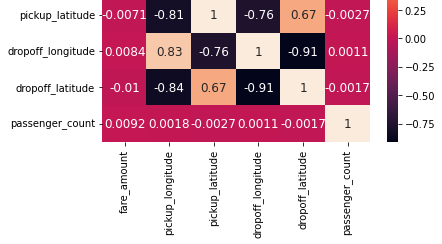 pickup_latitude -0.0071 -0.81 1 -0.76 0.67 -0.0027
dropoff_longitude 0.0084 0.83 -0.76 1 -0.91 0.0011
dropoff_latitude -0.01 -0.84 0.67 -0.91 1 -0.0017
passenger_count 0.0092 0.0018 -0.0027 0.0011 -0.0017 1
fare_amount
pickup_longitude
pickup_latitude
dropoff_longitude
dropoff_latitude
passenger_count
0.25
0.00
−0.25
−0.50
−0.75